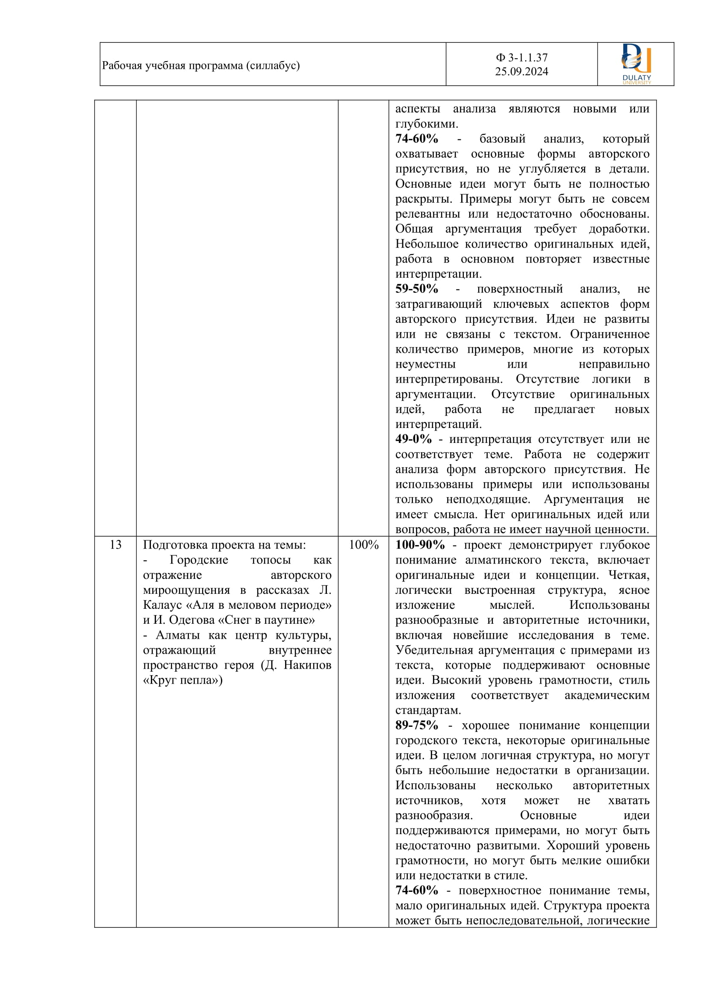 Рабочая учебная программа (силлабус)
Ф 3-1.1.37
25.09.2024
DULATY
UNIVERSITY
аспекты анализа являются новыми или
глубокими.
74-60% - базовый анализ, который
охватывает основные формы авторского
присутствия, но не углубляется в детали.
Основные идеи могут быть не полностью
раскрыты. Примеры могут быть не совсем
релевантны или недостаточно обоснованы.
Общая аргументация требует доработки.
Небольшое количество оригинальных идей,
работа в основном повторяет известные
интерпретации.
59-50% - поверхностный анализ, не
затрагивающий ключевых аспектов форм
авторского присутствия. Идеи не развиты
или не связаны с текстом. Ограниченное
количество примеров, многие из которых
неуместны или неправильно
интерпретированы. Отсутствие логики в
аргументации. Отсутствие оригинальных
идей, работа не предлагает новых
интерпретаций.
49-0% - интерпретация отсутствует или не
соответствует теме. Работа не содержит
анализа форм авторского присутствия. Не
использованы примеры или использованы
только неподходящие. Аргументация не
имеет смысла. Нет оригинальных идей или
вопросов, работа не имеет научной ценности.
13
Подготовка проекта на темы:
- Городские топосы как
отражение авторского
мироощущения в рассказах Л.
Калаус «Аля в меловом периоде»
и И. Одегова «Снег в паутине»
- Алматы как центр культуры,
отражающий внутреннее
пространство героя (Д. Накипов
«Круг пепла»)
100%
100-90% - проект демонстрирует глубокое
понимание алматинского текста, включает
оригинальные идеи и концепции. Четкая,
логически выстроенная структура, ясное
изложение мыслей. Использованы
разнообразные и авторитетные источники,
включая новейшие исследования в теме.
Убедительная аргументация с примерами из
текста, которые поддерживают основные
идеи. Высокий уровень грамотности, стиль
изложения соответствует академическим
стандартам.
89-75% - хорошее понимание концепции
городского текста, некоторые оригинальные
идеи. В целом логичная структура, но могут
быть небольшие недостатки в организации.
Использованы несколько авторитетных
источников, хотя может не хватать
разнообразия. Основные идеи
поддерживаются примерами, но могут быть
недостаточно развитыми. Хороший уровень
грамотности, но могут быть мелкие ошибки
или недостатки в стиле.
74-60% - поверхностное понимание темы,
мало оригинальных идей. Структура проекта
может быть непоследовательной, логические